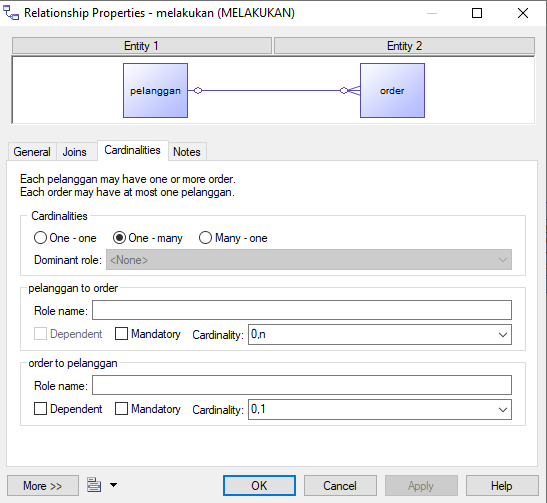 Relationship Properties - melakukan (MELAKUKAN)
Entity 1 Entity 2
pelanggan order
General Joins Cardinalities Notes
Each pelanggan may have one or more order.
Each order may have at most one pelanggan.
Cardinalities
One - one One - many Many - one
Dominant role: <None>
pelanggan to order
Role name:
Dependent Mandatory Cardinality: 0,n
order to pelanggan
Role name:
Dependent Mandatory Cardinality: 0,1
More >> OK Cancel Apply Help